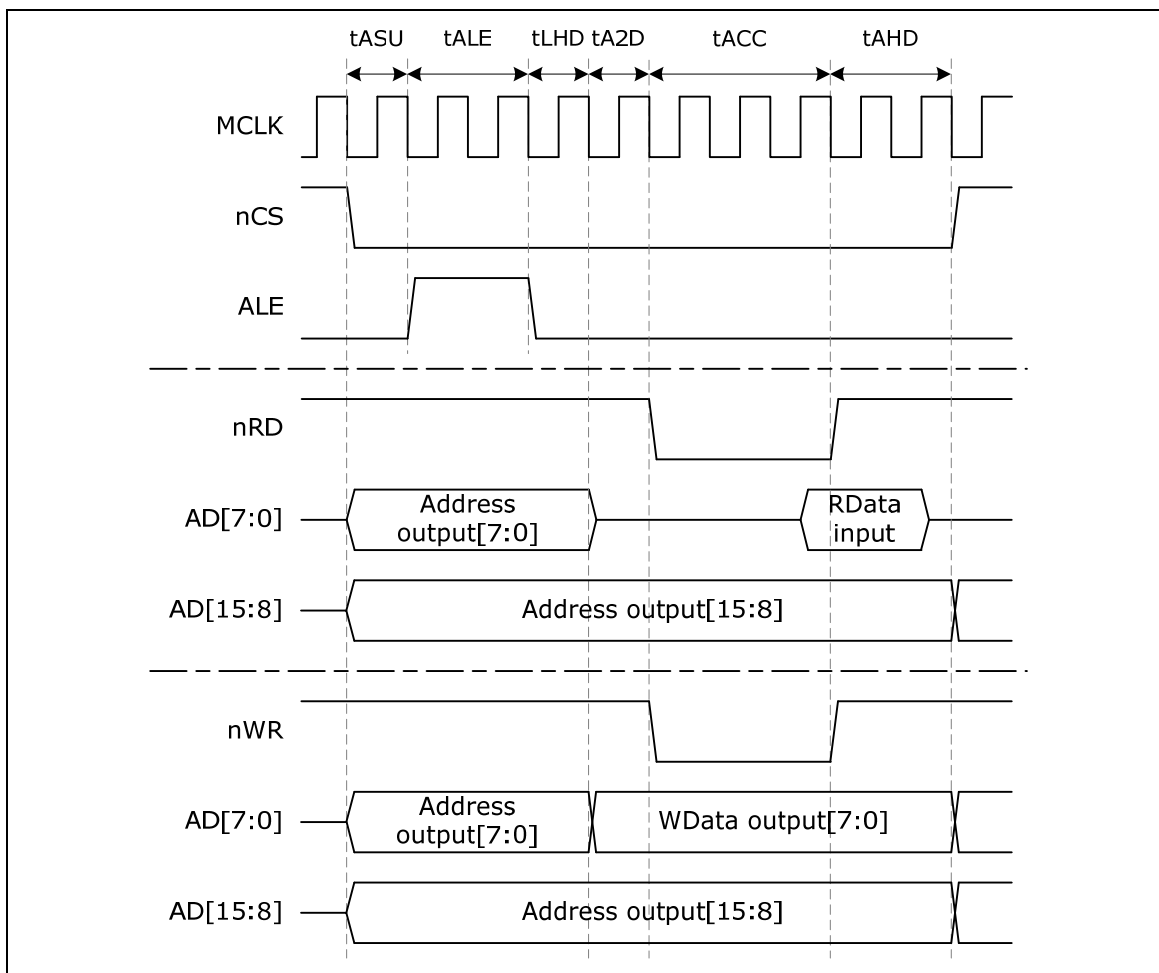 tASU tALE tLHD tA2D tACC tAHD
MCLK
nCS
ALE
nRD
AD[7:0]
Address
output[7:0]
RData
input
AD[15:8]
Address output[15:8]
nWR
AD[7:0]
Address
output[7:0]
WData output[7:0]
AD[15:8]
Address output[15:8]